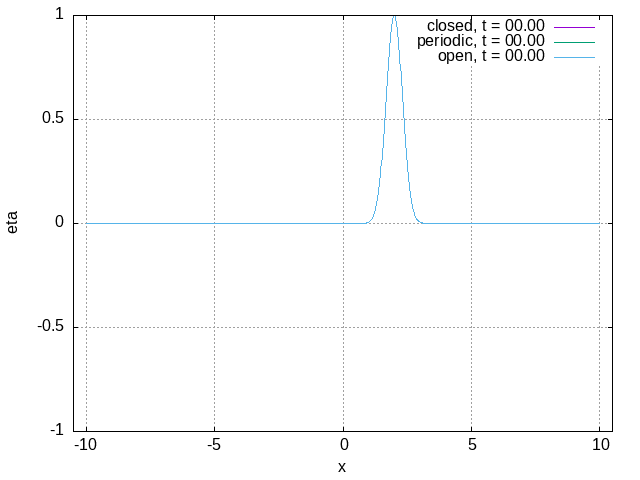 1
closed, t = 00.00
periodic, t = 00.00
open, t = 00.00
0.5
0
eta
-0.5
-1
-10 -5 0 5 10
x